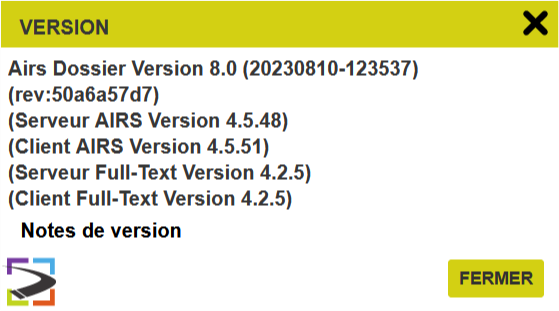 VERSION
Airs Dossier Version 8.0 (20230810-123537)
(rev:50a6a57d7)
(Serveur AIRS Version 4.5.48)
(Client AIRS Version 4.5.51)
(Serveur Full-Text Version 4.2.5)
(Client Full-Text Version 4.2.5)
Notes de version
FERMER